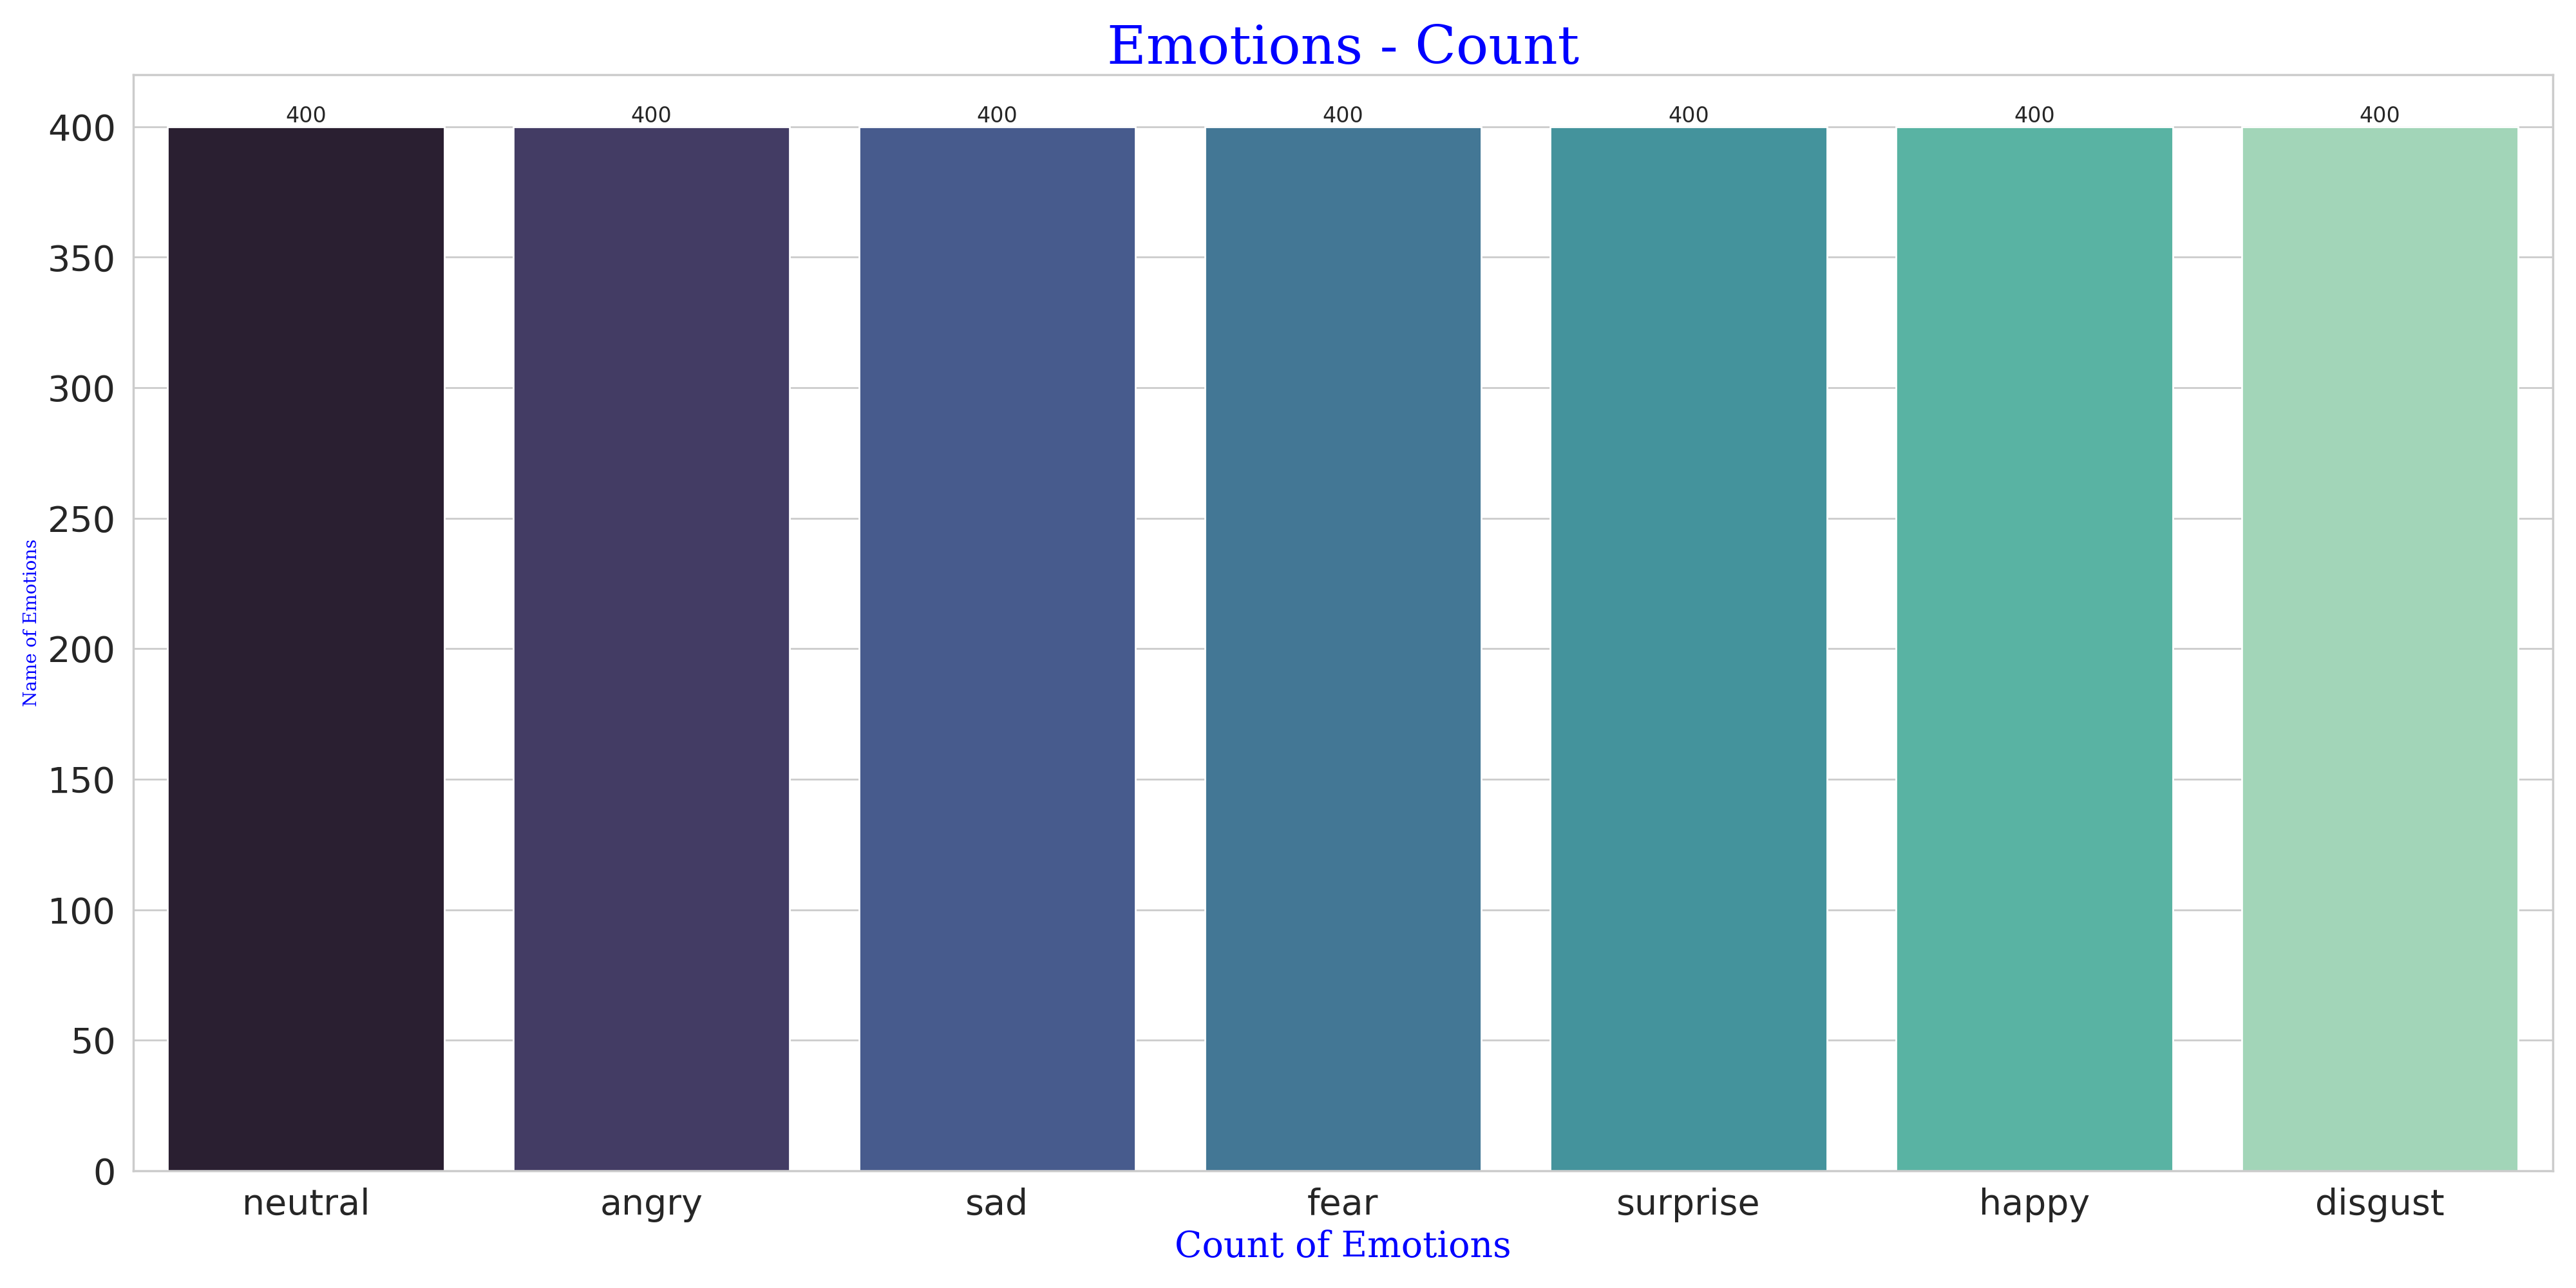 Emotions - Count
400 400 400 400 400 400 400
400
350
300
250
200
150
100
50
0
Name of Emotions
neutral angry sad fear surprise happy disgust
Count of Emotions